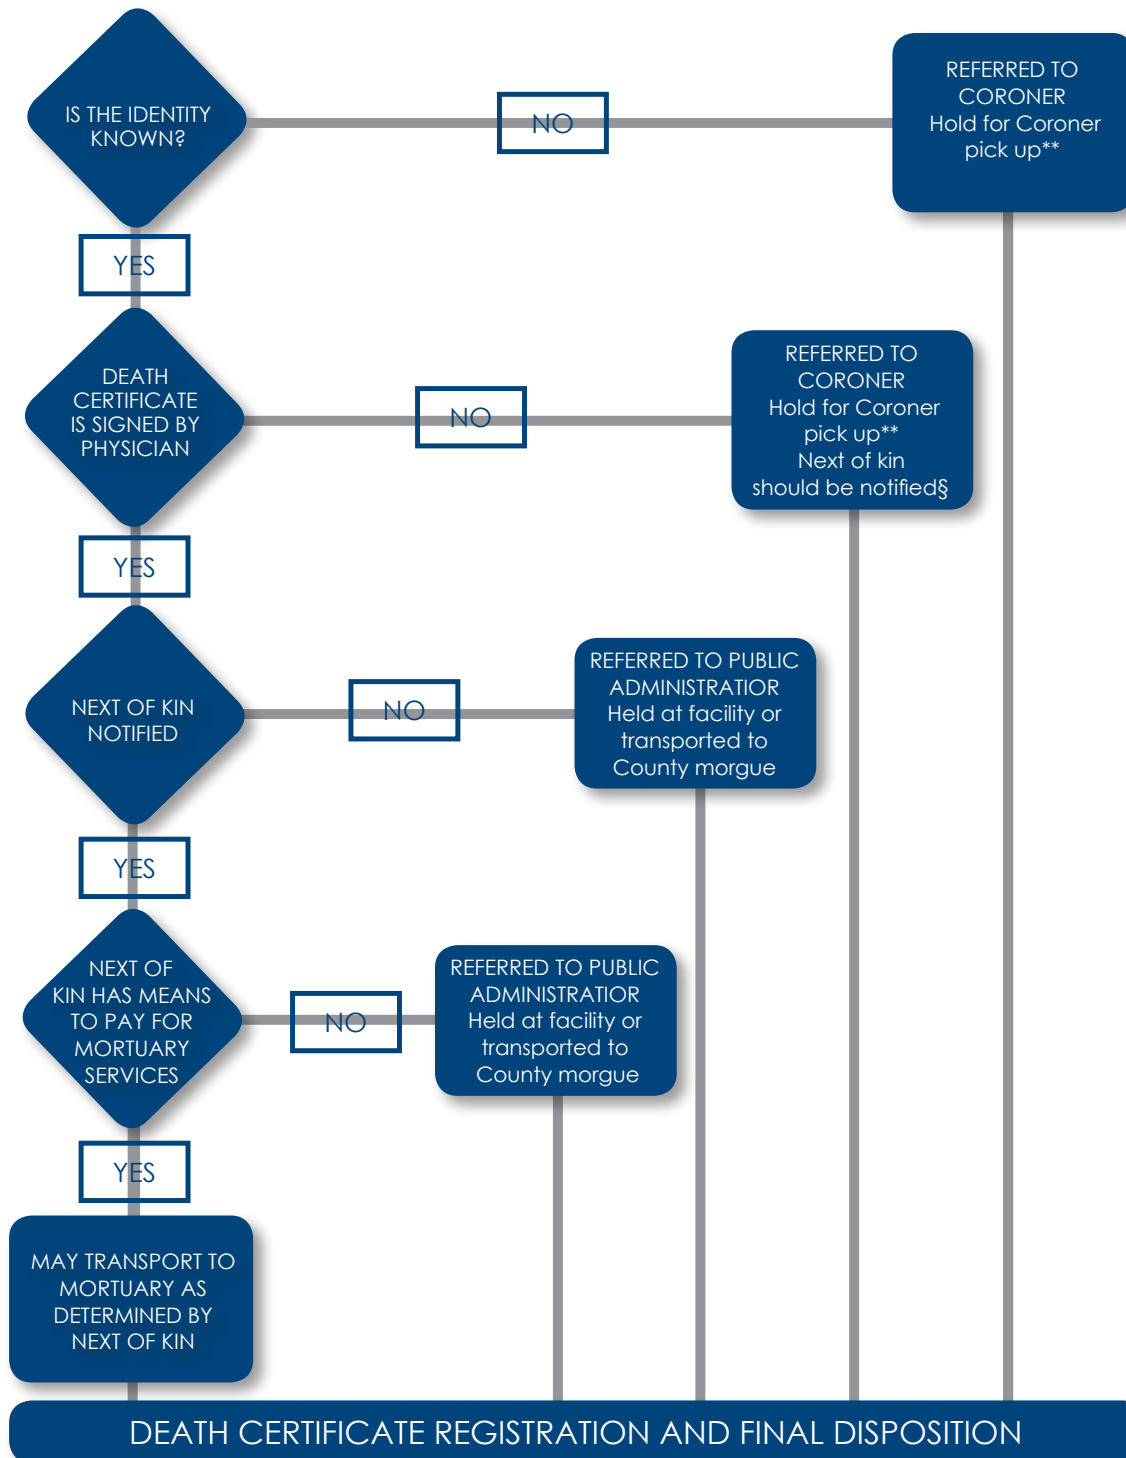 IS THE IDENTITY
KNOWN?
NO
REFERRED TO
CORONER
Hold for Coroner
pick up**
YES
DEATH
CERTIFICATE
IS SIGNED BY
PHYSICIAN
NO
REFERRED TO
CORONER
Hold for Coroner
pick up**
Next of kin
should be notified§
YES
NEXT OF KIN
NOTIFIED
NO
REFERRED TO PUBLIC
ADMINISTRATIOR
Held at facility or
transported to
County morgue
YES
NEXT OF
KIN HAS MEANS
TO PAY FOR
MORTUARY
SERVICES
NO
REFERRED TO PUBLIC
ADMINISTRATIOR
Held at facility or
transported to
County morgue
YES
MAY TRANSPORT TO
MORTUARY AS
DETERMINED BY
NEXT OF KIN
DEATH CERTIFICATE REGISTRATION AND FINAL DISPOSITION